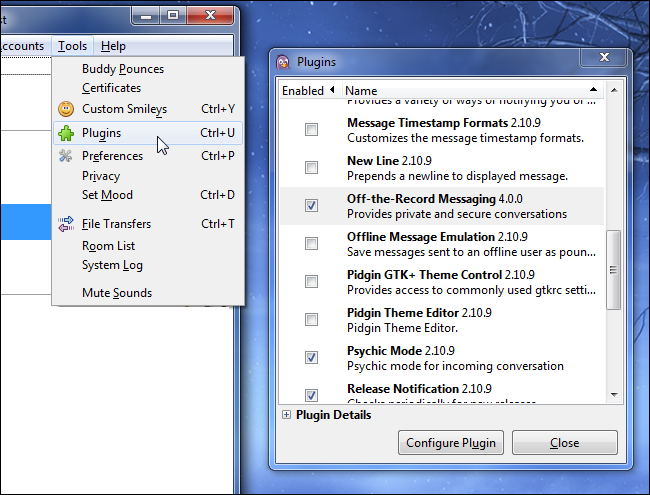 st
Accounts Tools Help
Buddy Pounces
Certificates
Custom Smileys Ctrl+Y
Plugins Ctrl+U
Preferences Ctrl+P
Privacy
Set Mood Ctrl+D
File Transfers Ctrl+T
Room List
System Log
Mute Sounds
Plugins
Enabled Name
Provides a variety of ways of notifying you of
Message Timestamp Formats 2.10.9
Customizes the message timestamp formats.
New Line 2.10.9
Prepends a newline to displayed message.
Off-the-Record Messaging 4.0.0
Provides private and secure conversations
Offline Message Emulation 2.10.9
Save messages sent to an offline user as poun...
Pidgin GTK+ Theme Control 2.10.9
Provides access to commonly used gtkrc setti...
Pidgin Theme Editor 2.10.9
Pidgin Theme Editor.
Psychic Mode 2.10.9
Psychic mode for incoming conversation
Release Notification 2.10.9
Checks periodically for new releases.
Plugin Details
Configure Plugin Close